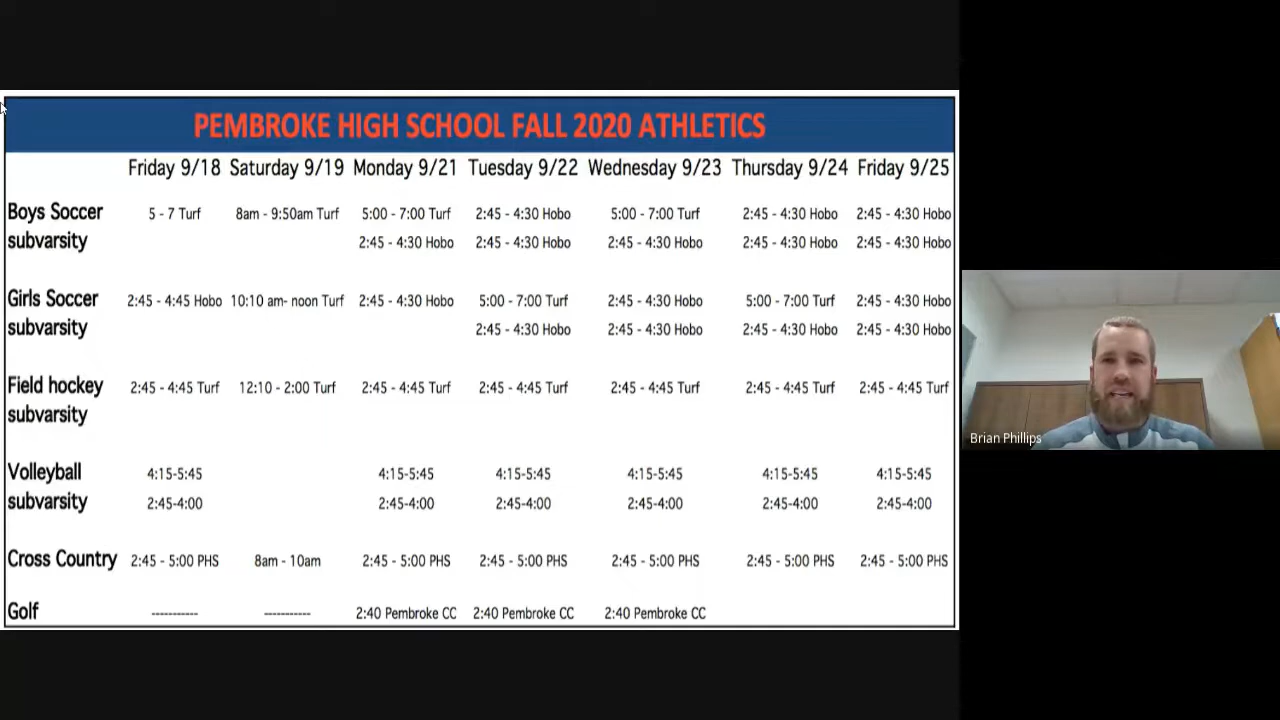 PEMBROKE HIGH SCHOOL FALL 2020 ATHLETICS
Friday 9/18 Saturday 9/19 Monday 9/21 Tuesday 9/22 Wednesday 9/23 Thursday 9/24 Friday 9/25
Boys Soccer 5 - 7 Turf 8am - 9:50am Turf 5:00 - 7:00 Turf 2:45 - 4:30 Hobo 5:00 - 7:00 Turf 2:45 - 4:30 Hobo 2:45 - 4:30 Hobo
subvarsity 2:45 - 4:30 Hobo 2:45 - 4:30 Hobo 2:45 - 4:30 Hobo 2:45 - 4:30 Hobo 2:45 - 4:30 Hobo
Girls Soccer 2:45 - 4:45 Hobo 10:10 am- noon Turf 2:45 - 4:30 Hobo 5:00 - 7:00 Turf 2:45 - 4:30 Hobo 5:00 - 7:00 Turf 2:45 - 4:30 Hobo
subvarsity 2:45 - 4:30 Hobo 2:45 - 4:30 Hobo 2:45 - 4:30 Hobo 2:45 - 4:30 Hobo
Field hockey 2:45 - 4:45 Turf 12:10 - 2:00 Turf 2:45 - 4:45 Turf 2:45 - 4:45 Turf 2:45 - 4:45 Turf 2:45 - 4:45 Turf 2:45 - 4:45 Turf
subvarsity
Volleyball 4:15-5:45 4:15-5:45 4:15-5:45 4:15-5:45 4:15-5:45 4:15-5:45
subvarsity 2:45-4:00 2:45-4:00 2:45-4:00 2:45-4:00 2:45-4:00 2:45-4:00
Cross Country 2:45 - 5:00 PHS 8am - 10am 2:45 - 5:00 PHS 2:45 - 5:00 PHS 2:45 - 5:00 PHS 2:45 - 5:00 PHS 2:45 - 5:00 PHS
Golf ----------- ----------- 2:40 Pembroke CC 2:40 Pembroke CC 2:40 Pembroke CC
Brian Phillips